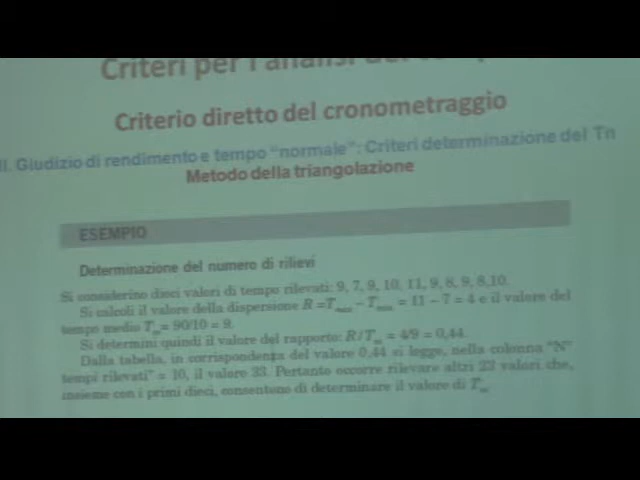 Criteri per l'analisi dei
Criterio diretto del cronometraggio
II. Giudizio di rendimento e tempo "normale": Criteri determinazione del Tn
Metodo della triangolazione
ESEMPIO
Determinazione del numero di rilievi
Si considerino dieci valori di tempo rilevati: 9, 7, 9, 10, 11, 9, 8, 9, 8,10.
Si calcoli il valore della dispersione R =Tmax – Tmin = 11 – 7 = 4 e il valore del
tempo medio Tm = 90/10 = 9.
Si determini quindi il valore del rapporto: R/Tm = 4/9 = 0,44.
Dalla tabella, in corrispondenza del valore 0,44 si legge, nella colonna "N
tempi rilevati" = 10, il valore 33. Pertanto occorre rilevare altri 23 valori che,
insieme con i primi dieci, consentono di determinare il valore di Tm.